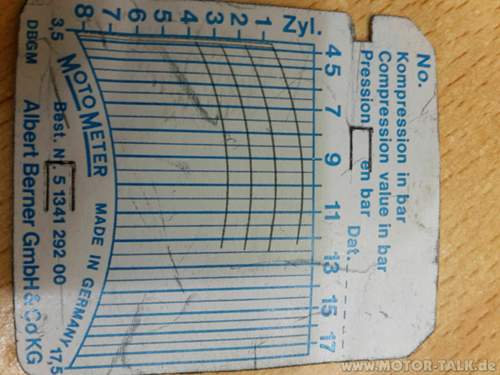 No.
Kompression in bar
Compression value in bar
Pression en bar
Dat.
Zyl. 1 2 3 4 5 6 7 8
4 5 7 9 11 13 15 17
3,5 17,5
MOTOMETER MADE IN GERMANY
Best. N 5 1341 292 00
DBGM Albert Berner GmbH & Co KG
www.MOTOR-TALK.de